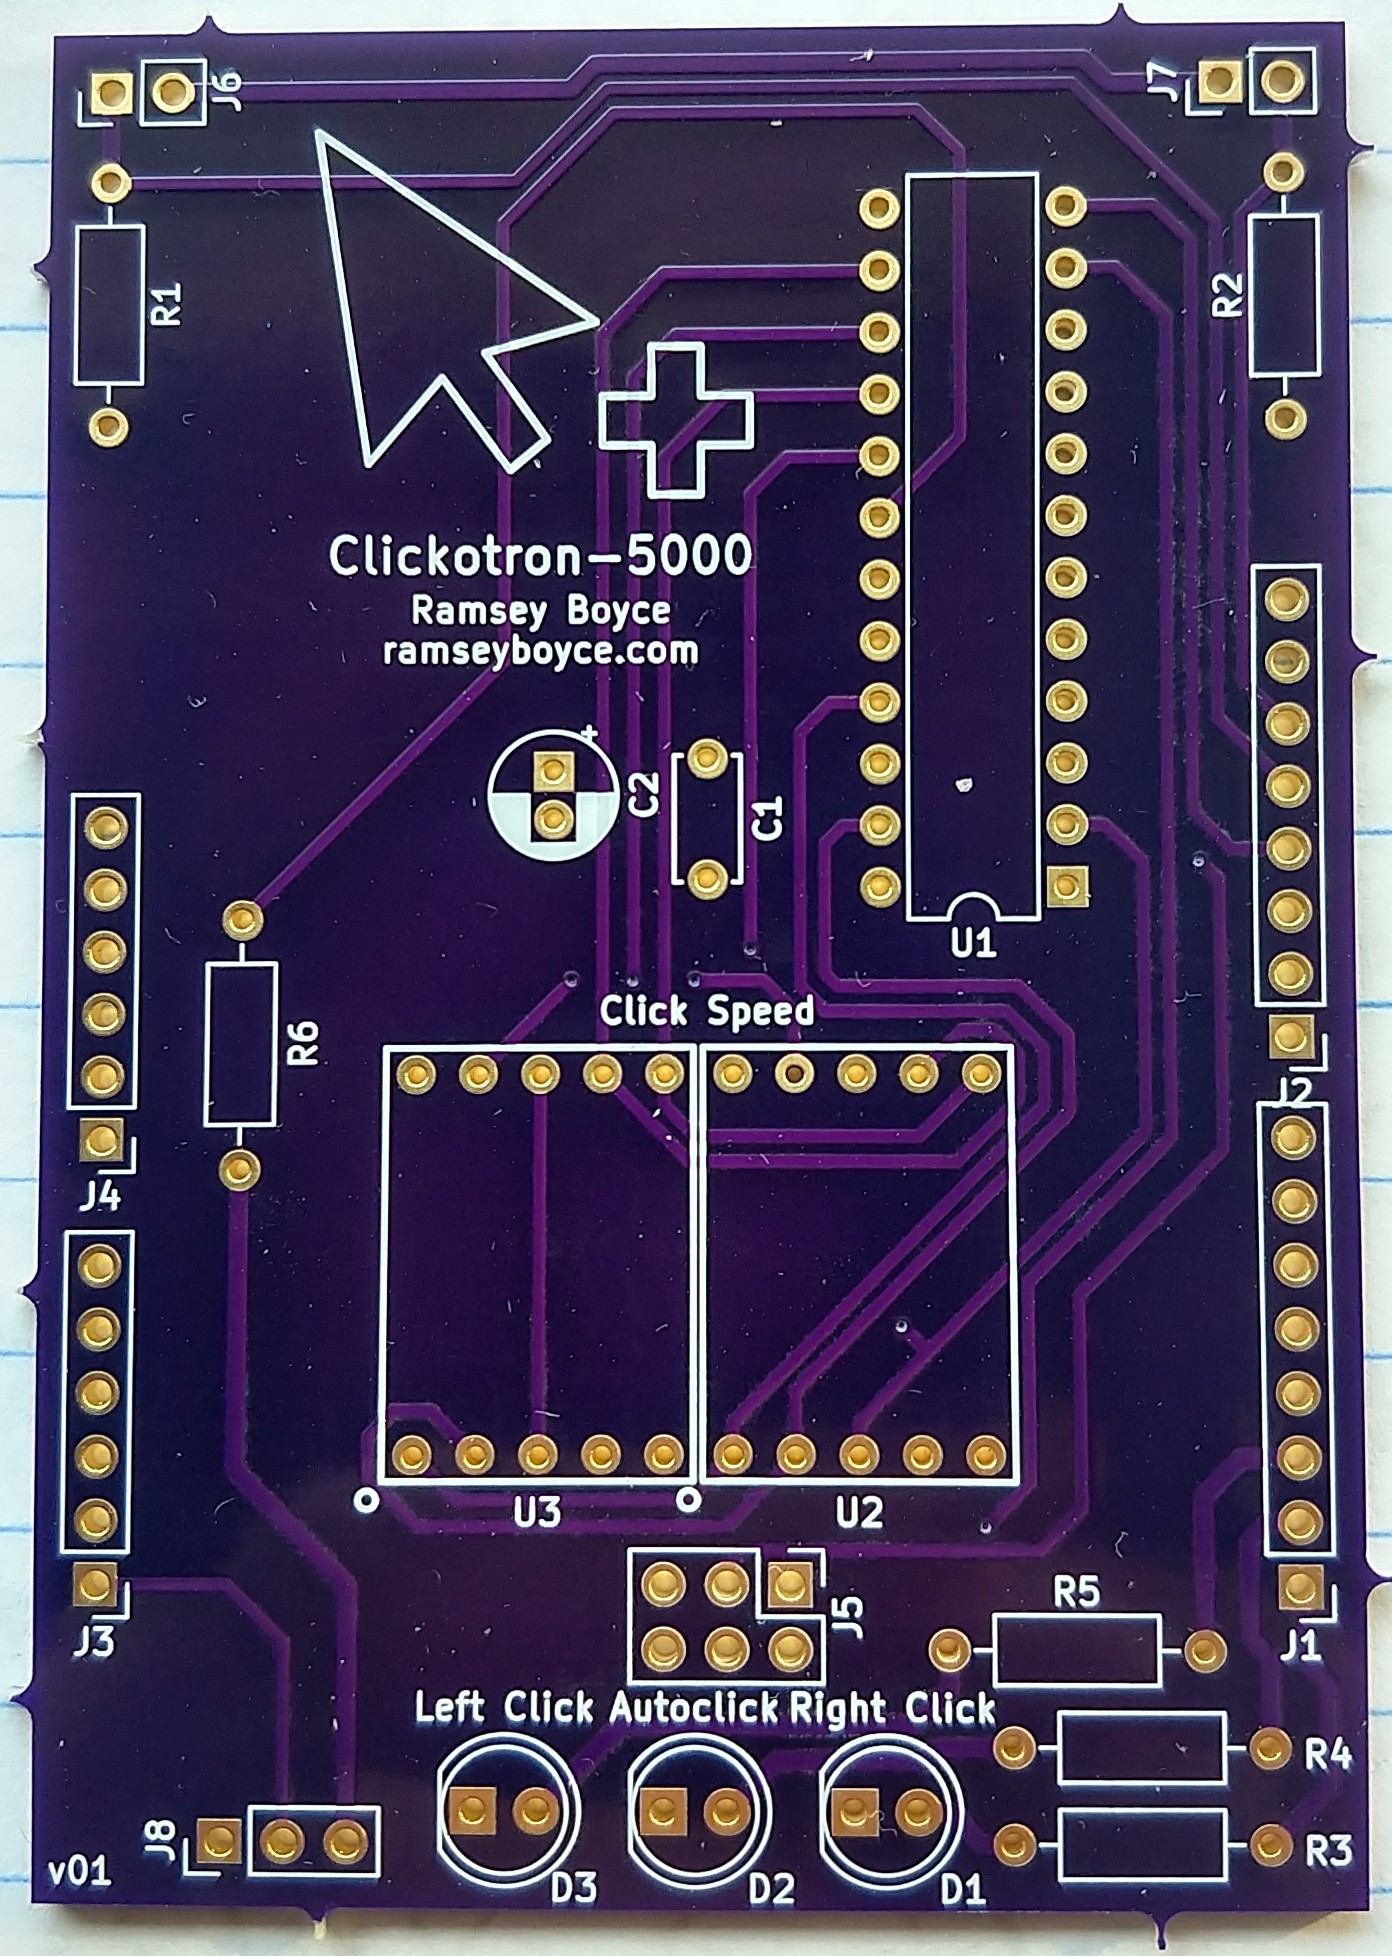 J6
J7
R1
R2
Clickotron-5000
Ramsey Boyce
ramseyboyce.com
+
C2
C1
U1
Click Speed
R6
J2
J4
U3
U2
R5
J5
J3
J1
Left Click Autoclick Right Click
R4
J8
R3
v01
D3
D2
D1